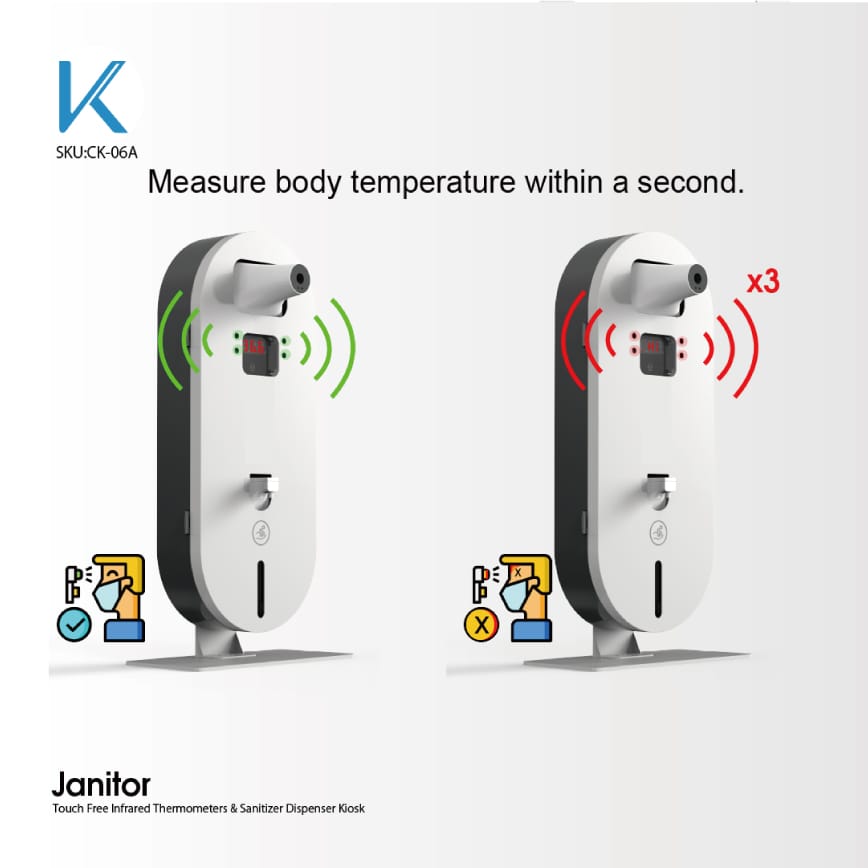 K
SKU:CK-06A
Measure body temperature within a second.
x3
X
X
Janitor
Touch Free Infrared Thermometers & Sanitizer Dispenser Kiosk